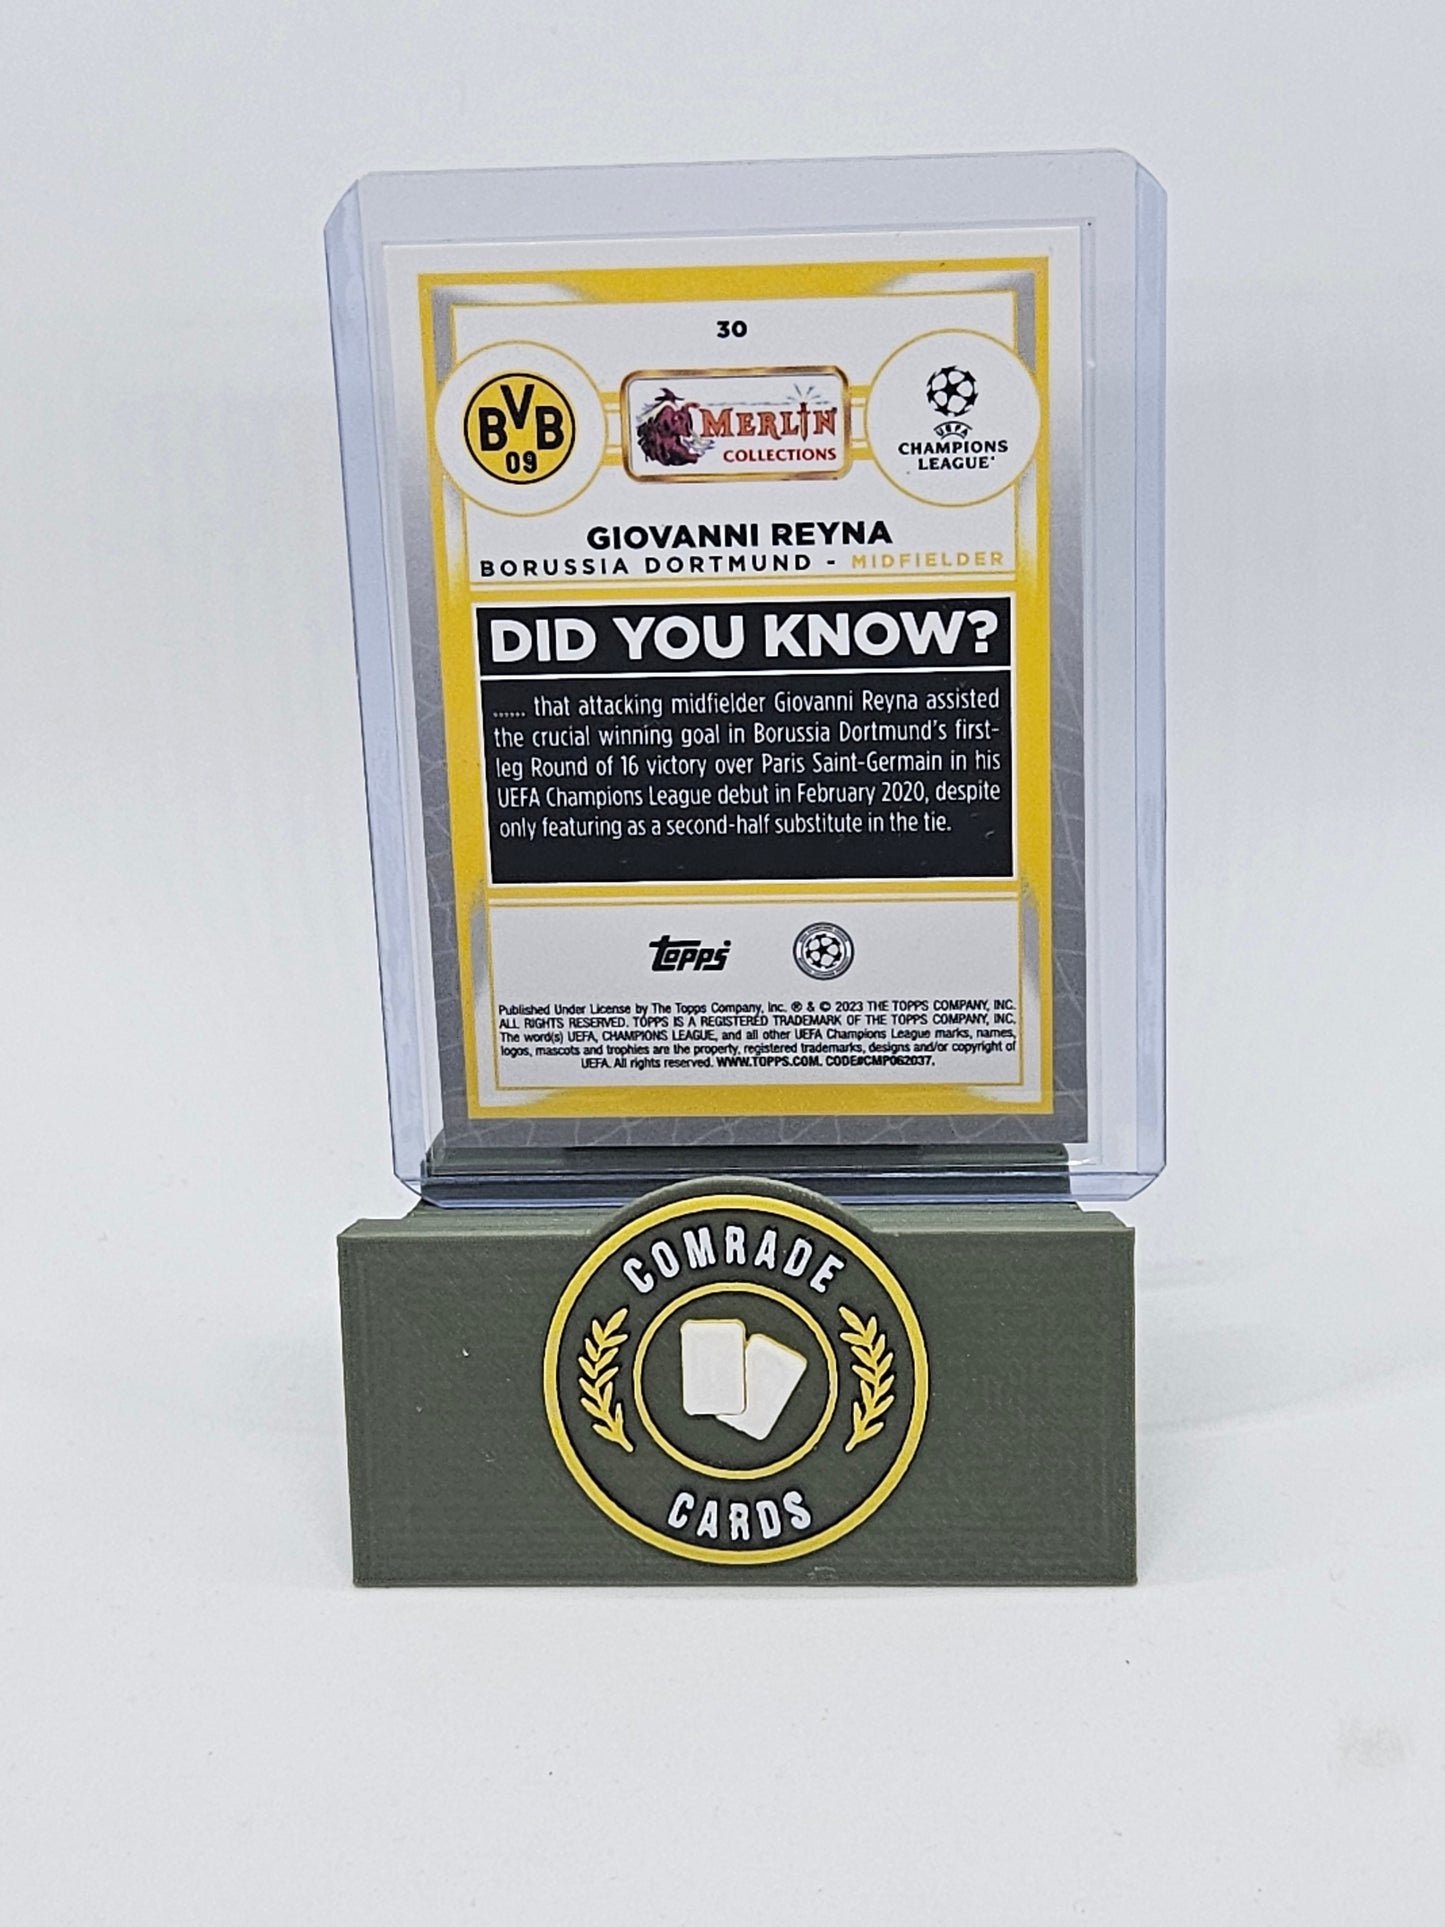 30
BVB
09
MERLIN
COLLECTIONS
UEFA
CHAMPIONS
LEAGUE
GIOVANNI REYNA
BORUSSIA DORTMUND - MIDFIELDER
DID YOU KNOW?
...... that attacking midfielder Giovanni Reyna assisted
the crucial winning goal in Borussia Dortmund's first-
leg Round of 16 victory over Paris Saint-Germain in his
UEFA Champions League debut in February 2020, despite
only featuring as a second-half substitute in the tie.
topps
Published Under License by The Topps Company, Inc. ® & © 2023 THE TOPPS COMPANY, INC.
ALL RIGHTS RESERVED. TOPPS IS A REGISTERED TRADEMARK OF THE TOPPS COMPANY, INC.
The word(s) UEFA, CHAMPIONS LEAGUE, and all other UEFA Champions League marks, names,
logos, mascots and trophies are the property, registered trademarks, designs and/or copyright of
UEFA. All rights reserved. WWW.TOPPS.COM. CODE#CMP062037.
COMRADE
CARDS